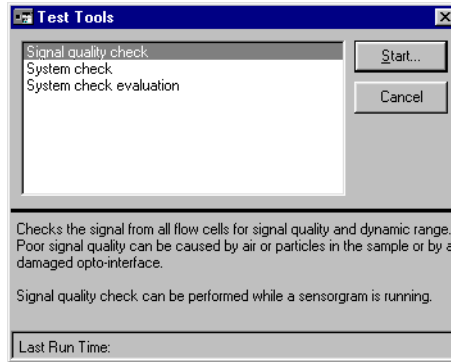 Test Tools
Signal quality check
System check
System check evaluation
Start...
Cancel
Checks the signal from all flow cells for signal quality and dynamic range.
Poor signal quality can be caused by air or particles in the sample or by a
damaged opto-interface.
Signal quality check can be performed while a sensorgram is running.
Last Run Time: